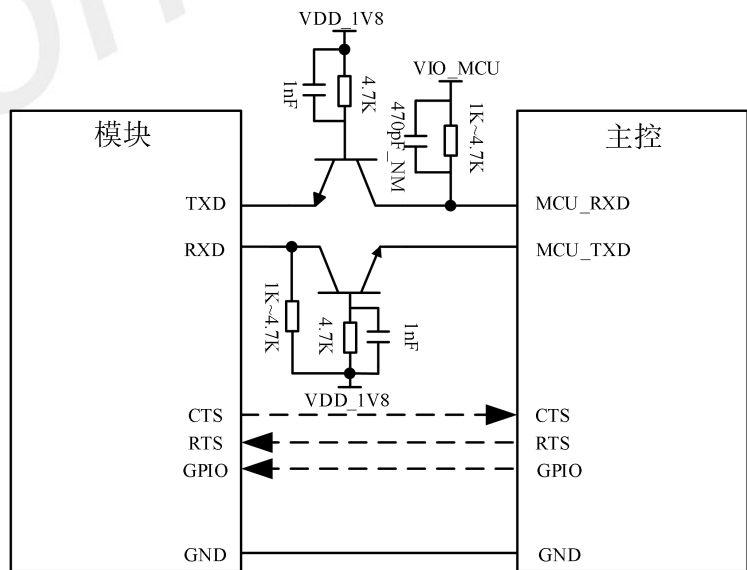 VDD_1V8
1nF
4.7K
VIO_MCU
470pF_NM
1K~4.7K
模块
主控
TXD
MCU_RXD
RXD
MCU_TXD
1K~4.7K
4.7K
1nF
VDD_1V8
CTS
CTS
RTS
RTS
GPIO
GPIO
GND
GND